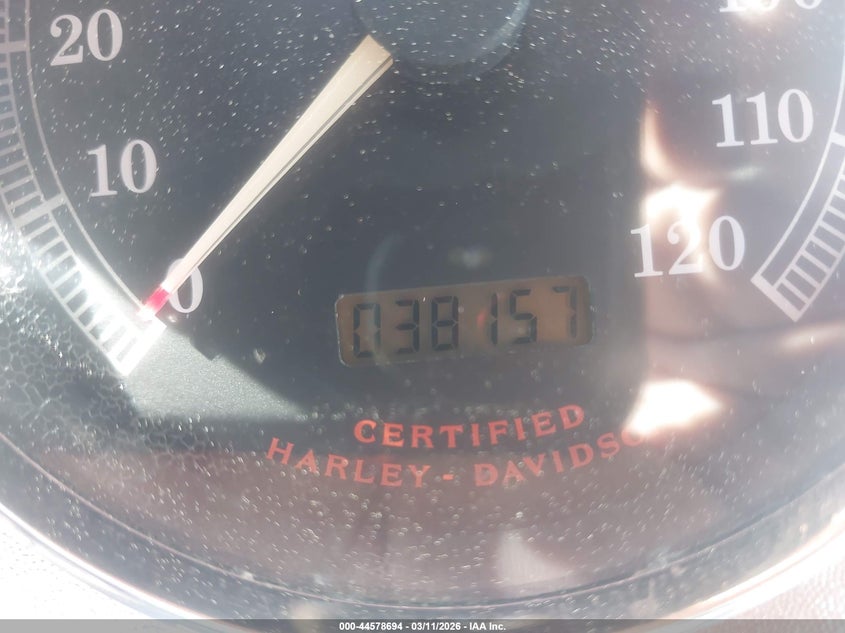 20
10
0
110
120
038157
CERTIFIED
HARLEY - DAVIDSO
000-44578694 - 03/11/2026 - IAA Inc.